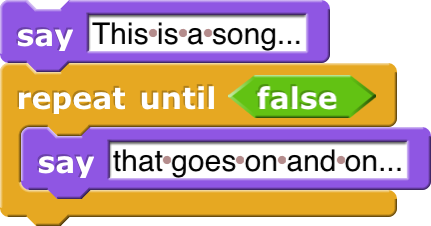 say This is a song...
repeat until false
say that goes on and on...